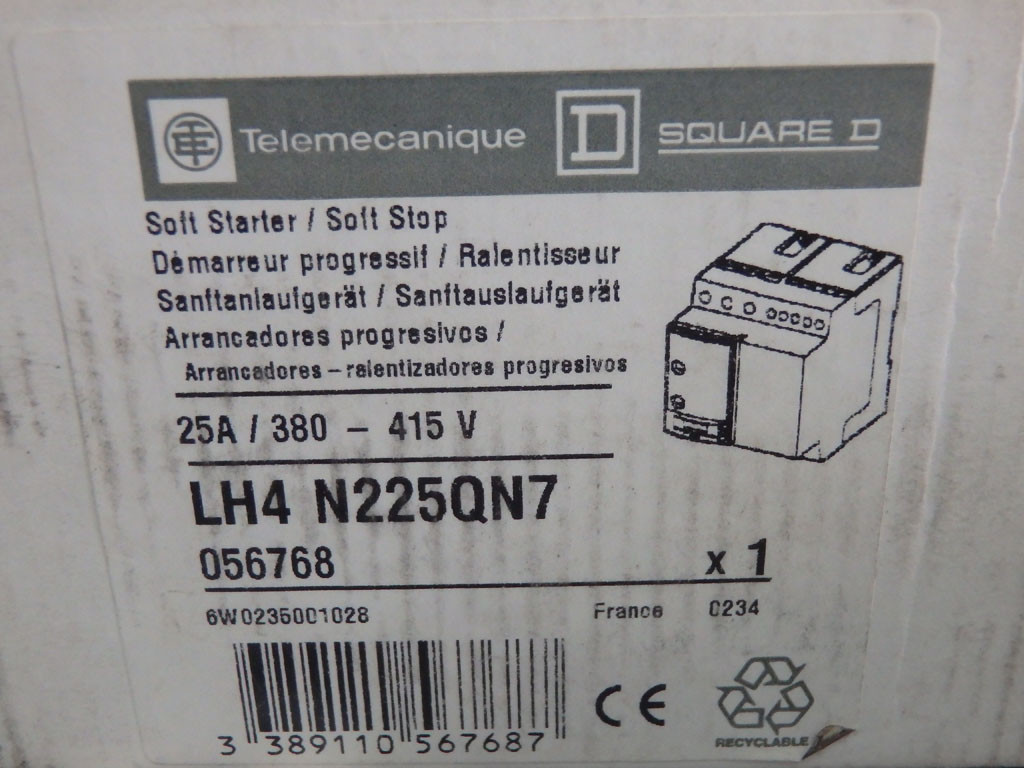 Telemecanique D SQUARE D
Soft Starter / Soft Stop
Démarreur progressif / Ralentisseur
Sanftanlaufgerät / Sanftauslaufgerät
Arrancadores progresivos /
Arrancadores – ralentizadores progresivos
25A / 380 – 415 V
LH4 N225QN7
056768 x 1
6W0235001028 France 0234
3 389110 567687 CE
RECYCLABLE